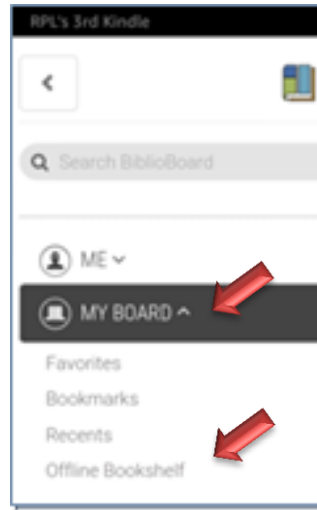 RPL's 3rd Kindle
Search BiblioBoard
ME
MY BOARD
Favorites
Bookmarks
Recents
Offline Bookshelf